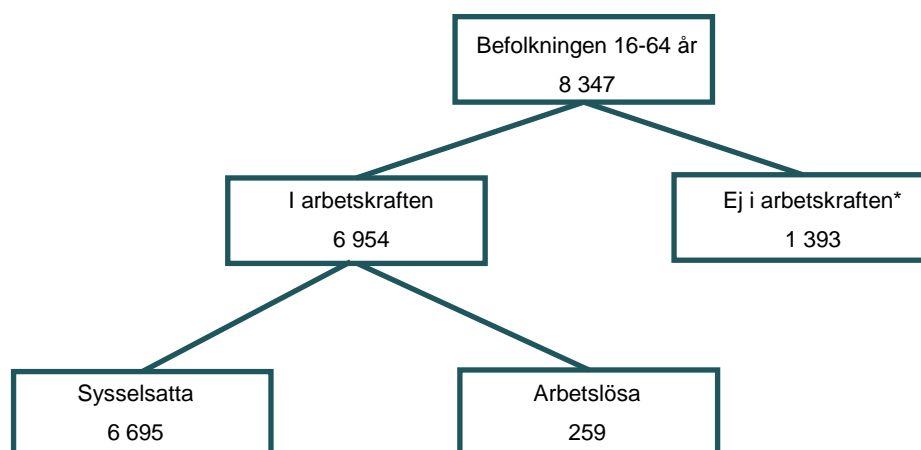 Befolkningen 16-64 år
8 347
I arbetskraften
6 954
Ej i arbetskraften*
1 393
Sysselsatta
6 695
Arbetslösa
259